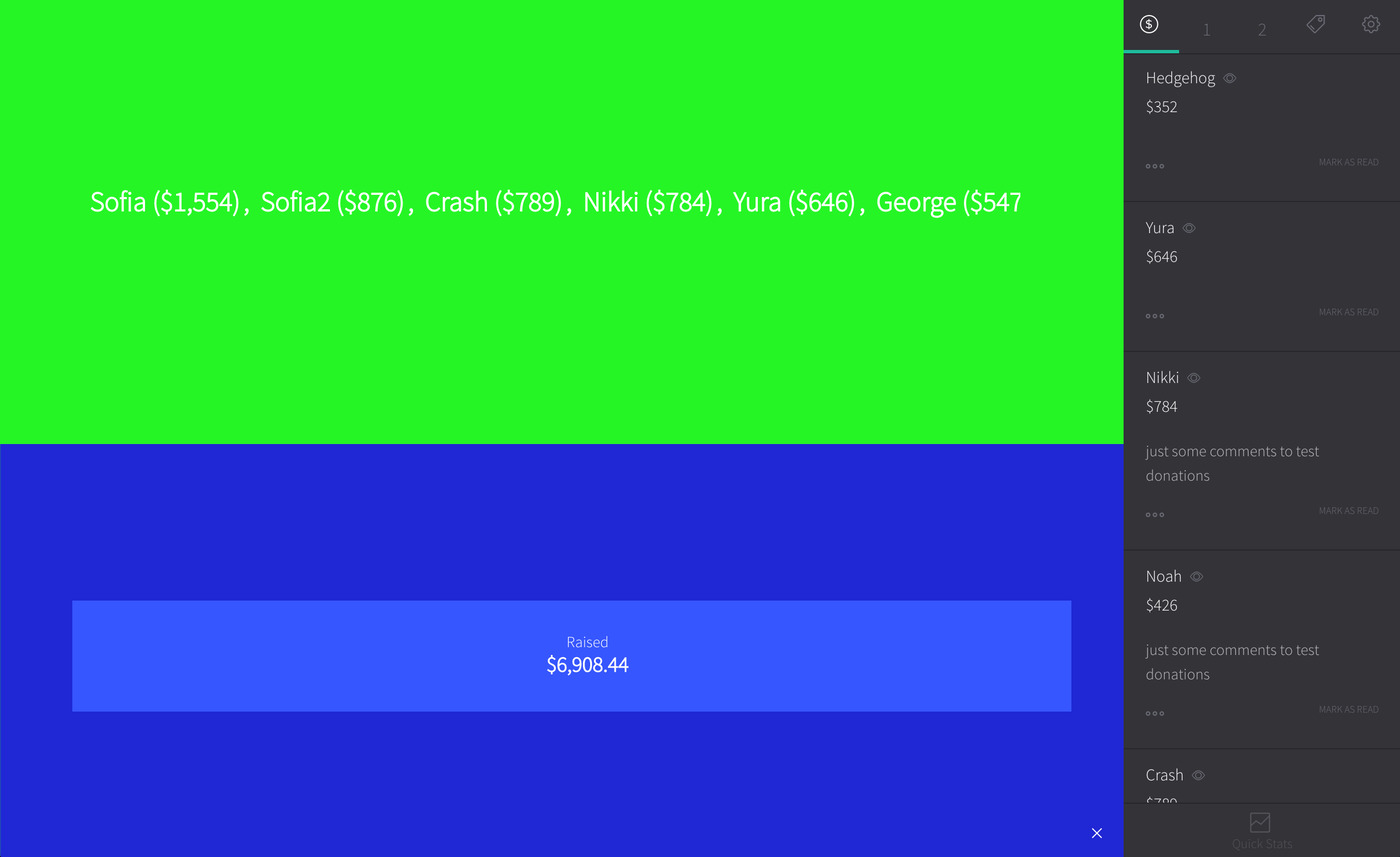 Sofia ($1,554), Sofia2 ($876), Crash ($789), Nikki ($784), Yura ($646), George ($547
Raised
$6,908.44
$ 1 2
Hedgehog
$352
MARK AS READ
Yura
$646
MARK AS READ
Nikki
$784
just some comments to test
donations
MARK AS READ
Noah
$426
just some comments to test
donations
MARK AS READ
Crash
$789
Quick Stats